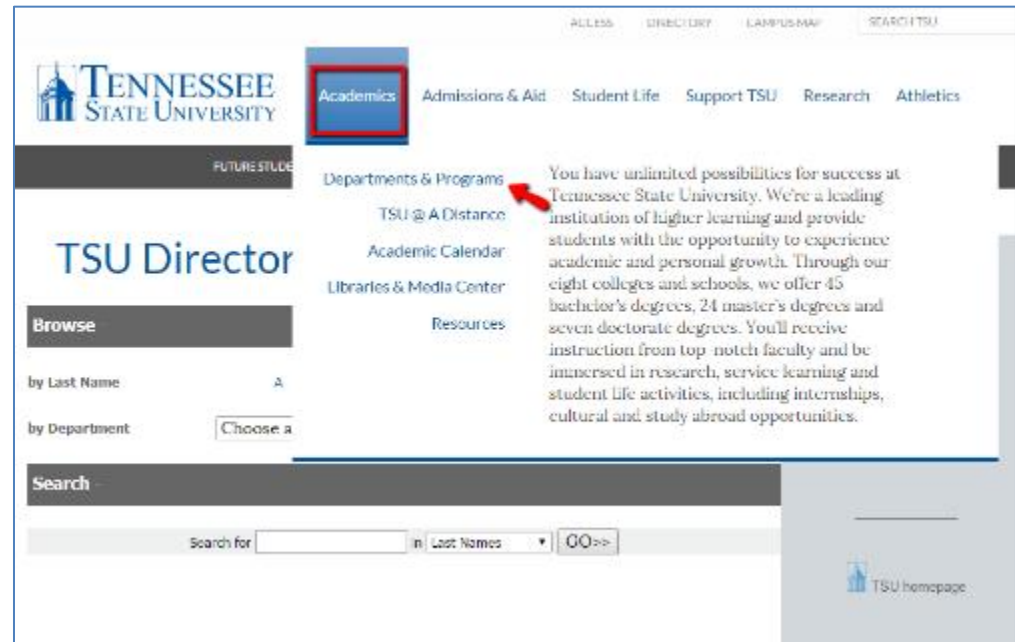 ACCESS DIRECTORY CAMPUS MAP SEARCH TSU
TENNESSEE
STATE UNIVERSITY
Academics Admissions & Aid Student Life Support TSU Research Athletics
FUTURE STUDE
Departments & Programs
TSU @ A Distance
Academic Calendar
Libraries & Media Center
Resources
You have unlimited possibilities for success at
Tennessee State University. We're a leading
institution of higher learning and provide
students with the opportunity to experience
academic and personal growth. Through our
eight colleges and schools, we offer 45
bachelor's degrees, 24 master's degrees and
seven doctorate degrees. You'll receive
instruction from top-notch faculty and be
immersed in research, service learning and
student life activities, including internships,
cultural and study abroad opportunities.
TSU Director
Browse
by Last Name A
by Department Choose a
Search
Search for in Last Names GO>>
TSU homepage